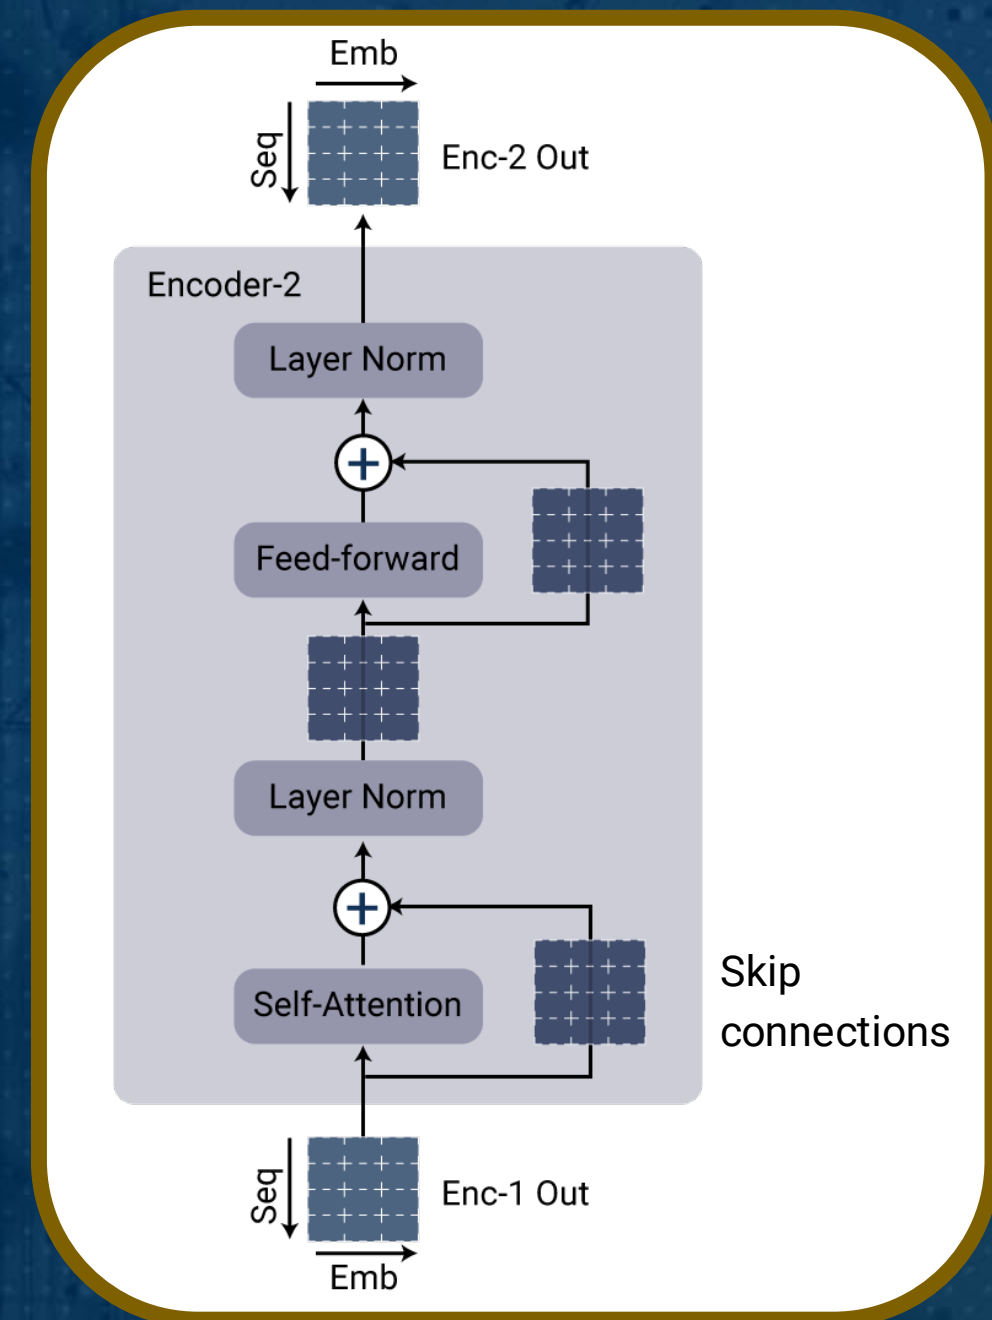 Emb
Seq
Enc-2 Out
Encoder-2
Layer Norm
+
Feed-forward
Layer Norm
+
Self-Attention
Skip
connections
Seq
Enc-1 Out
Emb